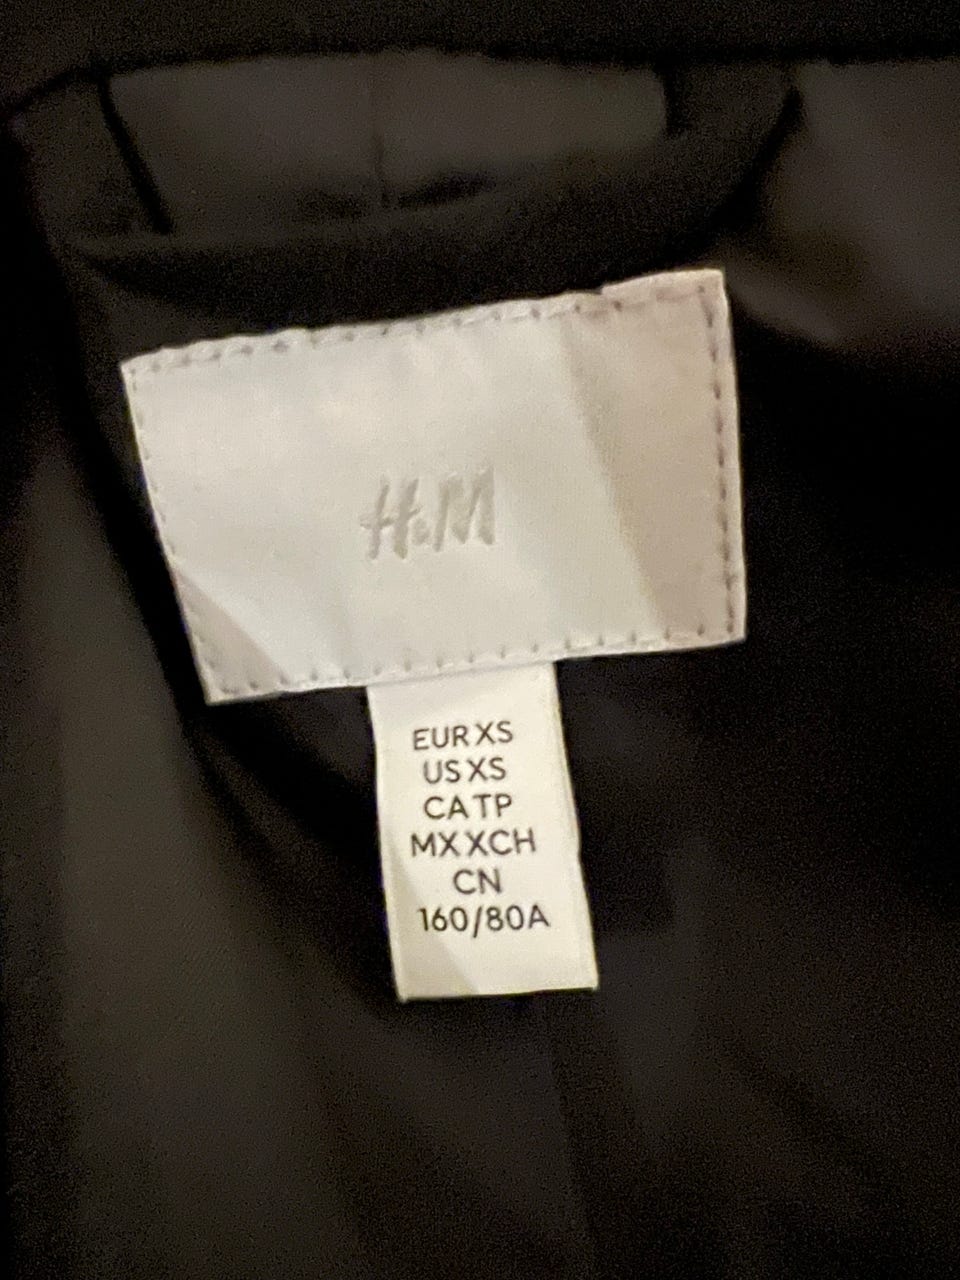 H&M
EUR XS
US XS
CA TP
MX XCH
CN
160/80A